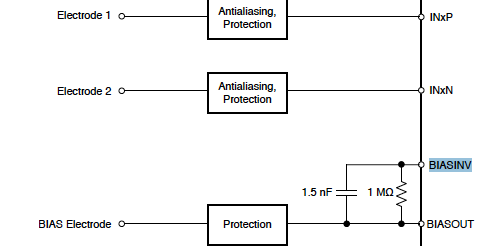 Electrode 1
Antialiasing,
Protection
INxP
Electrode 2
Antialiasing,
Protection
INxN
BIASINV
1.5 nF
1 MΩ
BIAS Electrode
Protection
BIASOUT